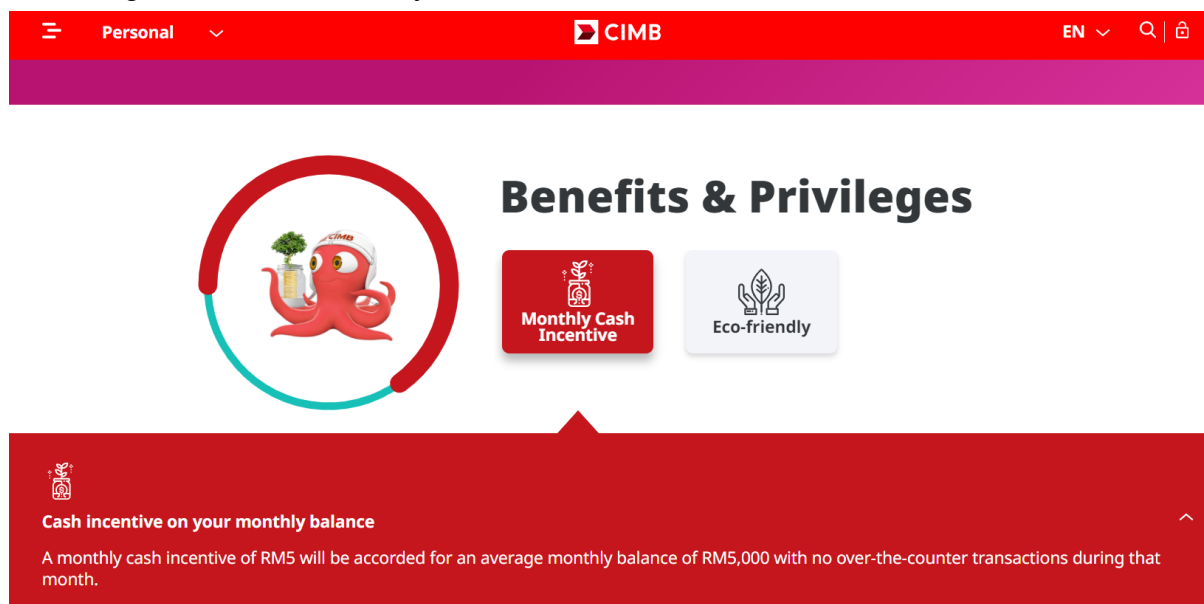 Personal
CIMB
EN
CIMB
Benefits & Privileges
Monthly Cash
Incentive
Eco-friendly
Cash incentive on your monthly balance
A monthly cash incentive of RM5 will be accorded for an average monthly balance of RM5,000 with no over-the-counter transactions during that
month.